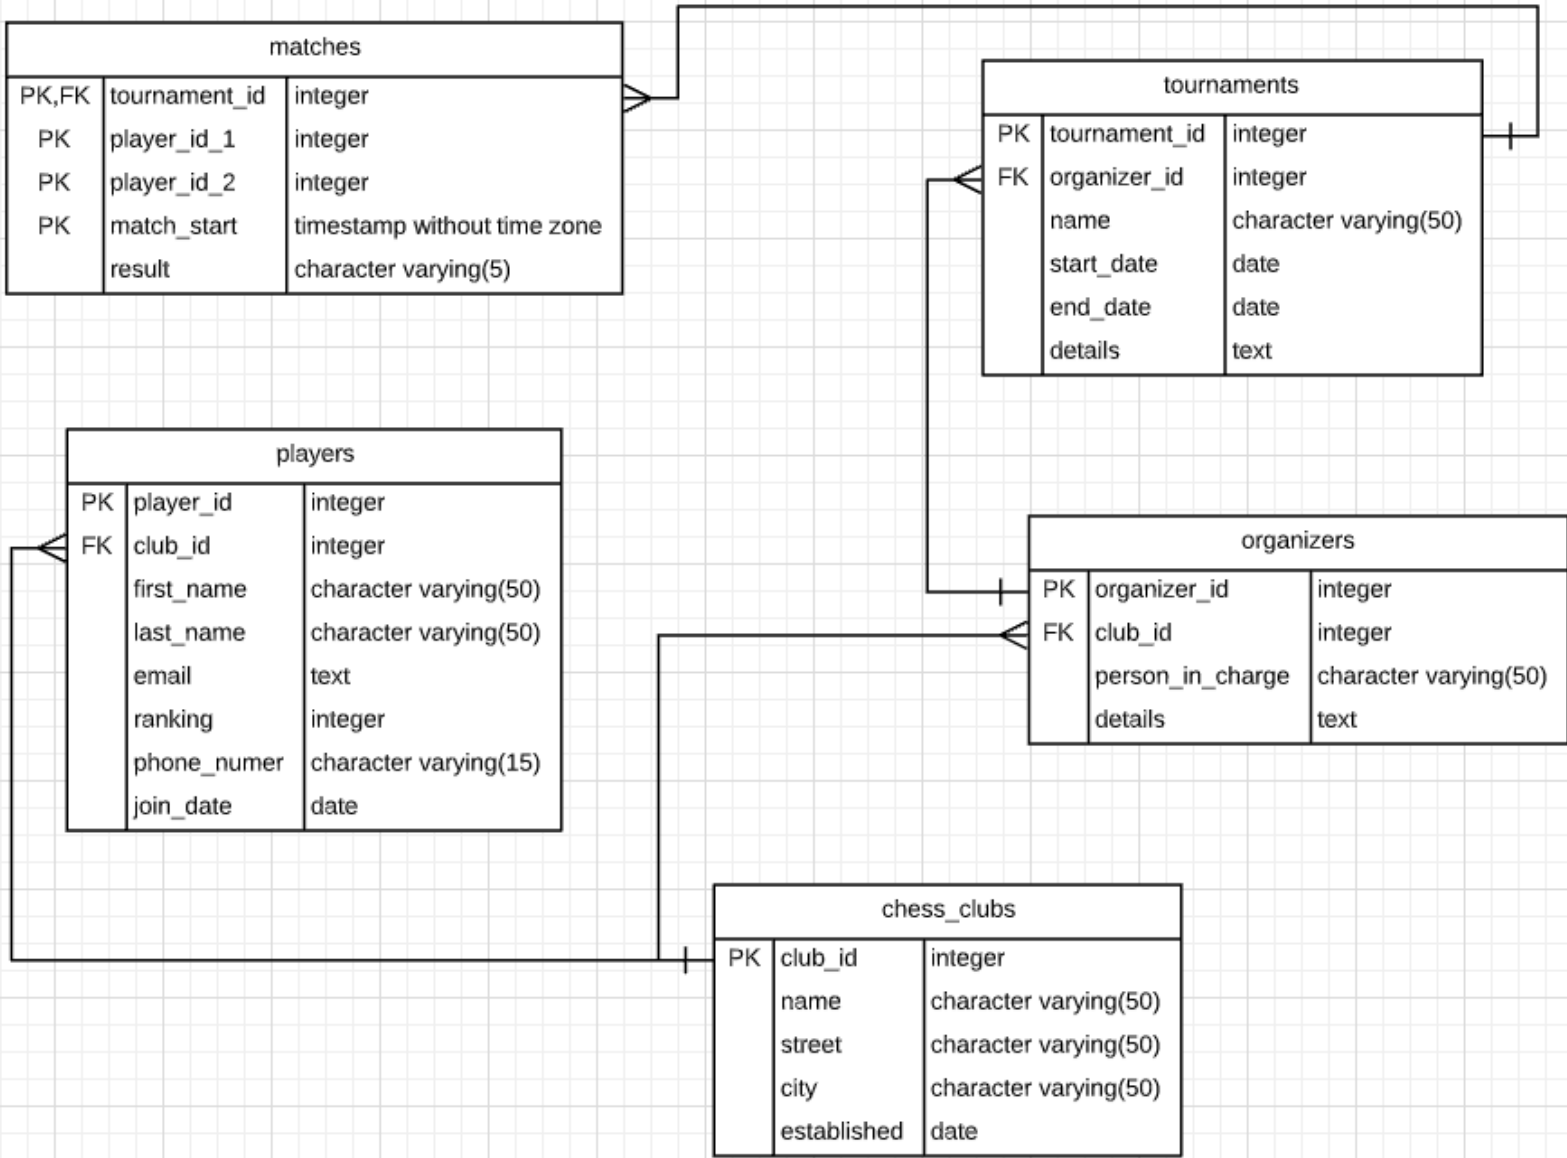 matches
PK,FK tournament_id integer
PK player_id_1 integer
PK player_id_2 integer
PK match_start timestamp without time zone
result character varying(5)
tournaments
PK tournament_id integer
FK organizer_id integer
name character varying(50)
start_date date
end_date date
details text
players
PK player_id integer
FK club_id integer
first_name character varying(50)
last_name character varying(50)
email text
ranking integer
phone_numer character varying(15)
join_date date
organizers
PK organizer_id integer
FK club_id integer
person_in_charge character varying(50)
details text
chess_clubs
PK club_id integer
name character varying(50)
street character varying(50)
city character varying(50)
established date